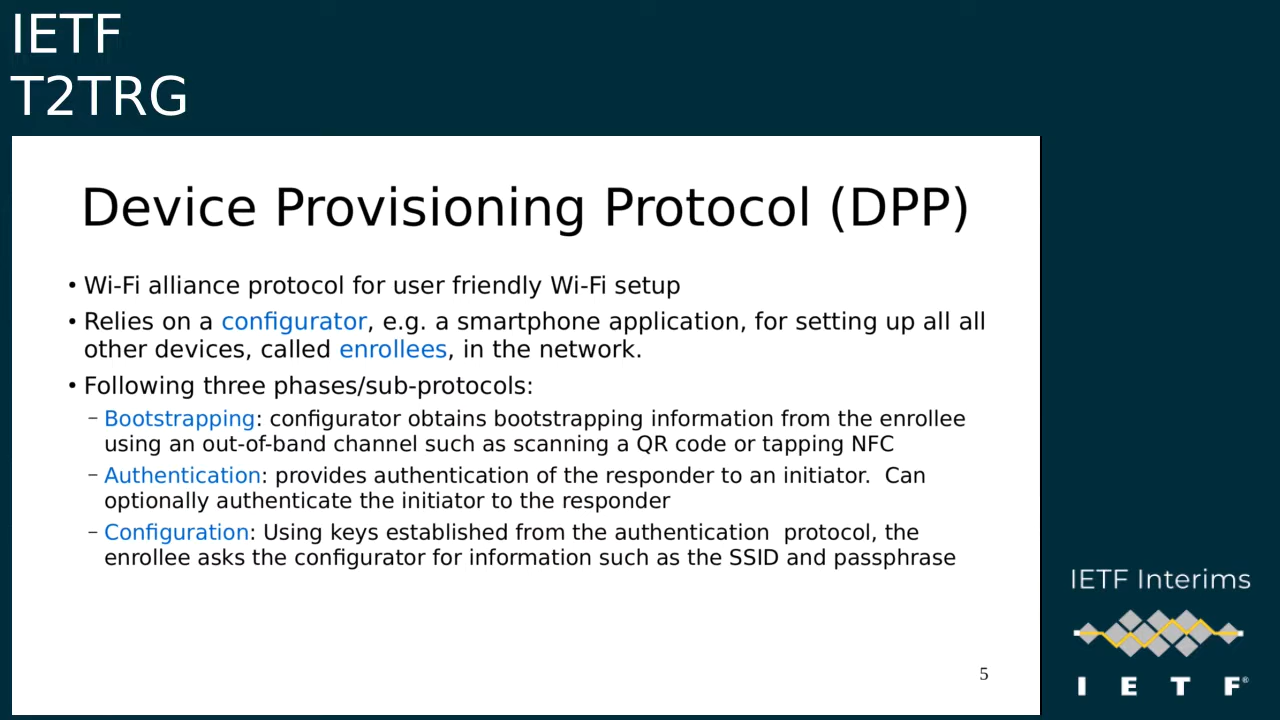 IETF
T2TRG
Device Provisioning Protocol (DPP)
• Wi-Fi alliance protocol for user friendly Wi-Fi setup
• Relies on a configurator, e.g. a smartphone application, for setting up all all
other devices, called enrollees, in the network.
• Following three phases/sub-protocols:
– Bootstrapping: configurator obtains bootstrapping information from the enrollee
using an out-of-band channel such as scanning a QR code or tapping NFC
– Authentication: provides authentication of the responder to an initiator.  Can
optionally authenticate the initiator to the responder
– Configuration: Using keys established from the authentication  protocol, the
enrollee asks the configurator for information such as the SSID and passphrase
5
IETF Interims
I E T F®